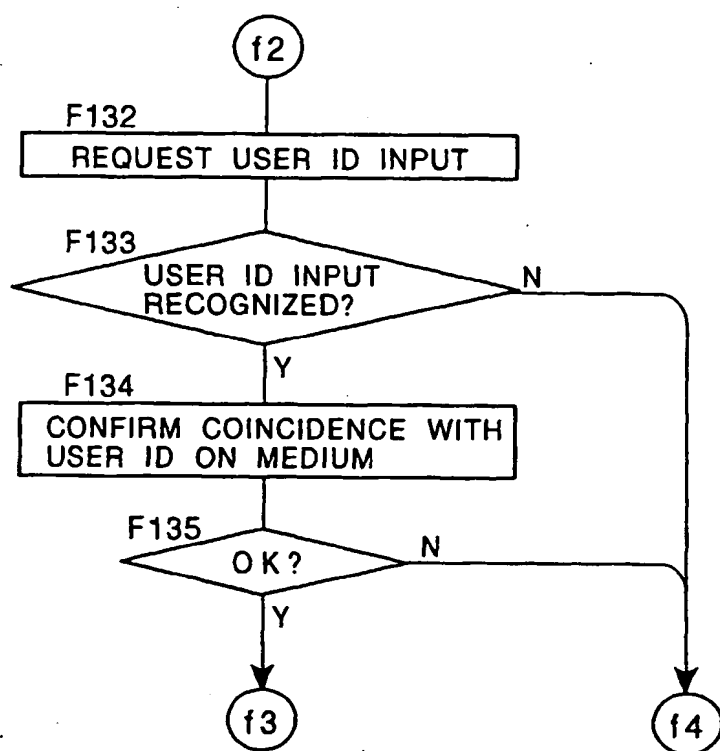 f2
F132
REQUEST USER ID INPUT
F133
USER ID INPUT
RECOGNIZED?
N
Y
F134
CONFIRM COINCIDENCE WITH
USER ID ON MEDIUM
F135
OK?
N
Y
f3
f4